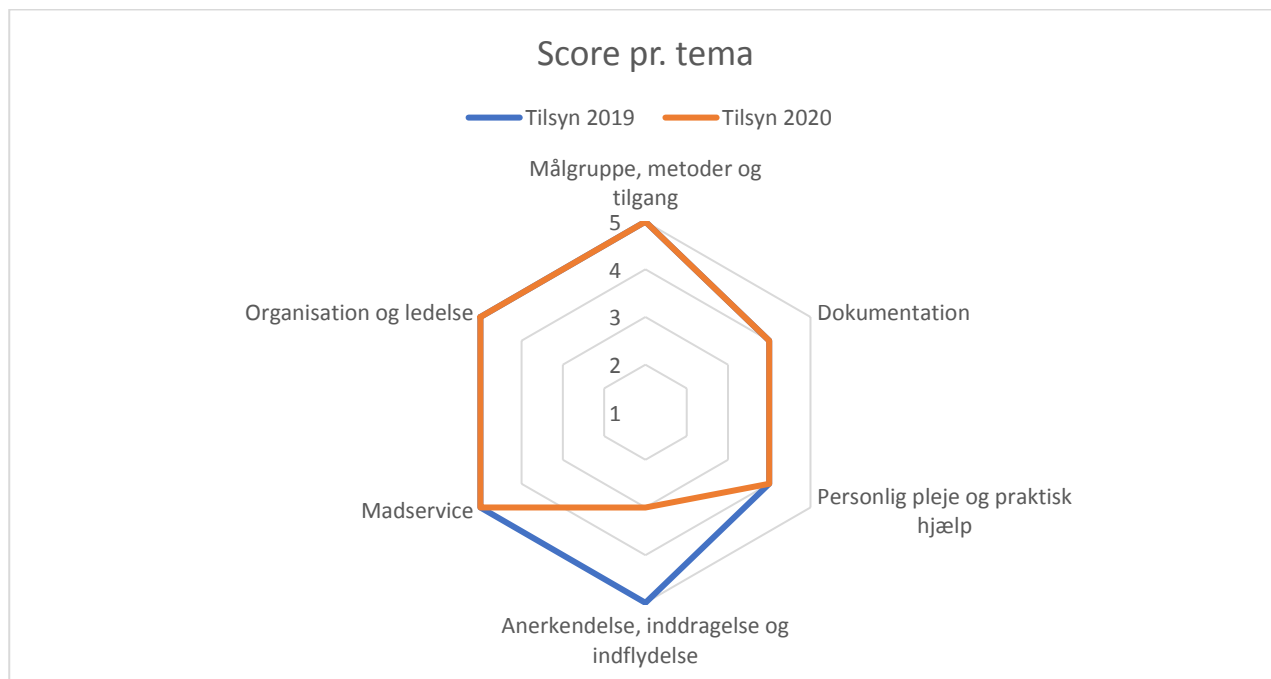 Score pr. tema
Tilsyn 2019 Tilsyn 2020
Målgruppe, metoder og
tilgang
5
4
Organisation og ledelse
Dokumentation
3
2
1
Madservice
Personlig pleje og praktisk
hjælp
Anerkendelse, inddragelse og
indflydelse